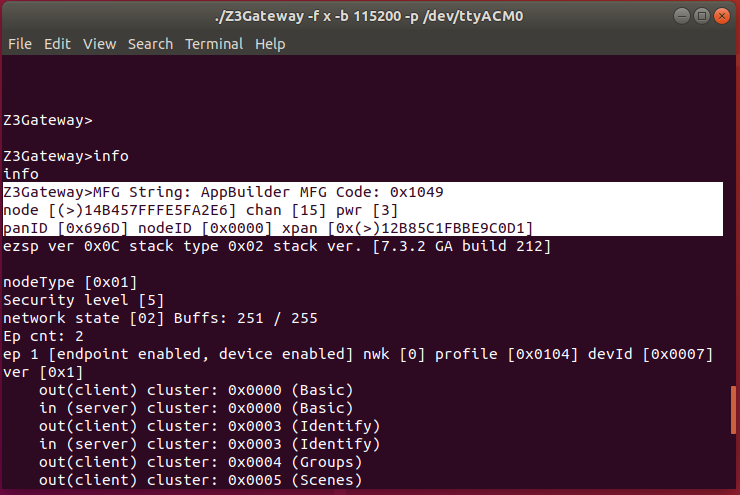 ./Z3Gateway -f x -b 115200 -p /dev/ttyACM0
File Edit View Search Terminal Help
Z3Gateway>
Z3Gateway>info
info
Z3Gateway>MFG String: AppBuilder MFG Code: 0x1049
node [(>)14B457FFFE5FA2E6] chan [15] pwr [3]
panID [0x696D] nodeID [0x0000] xpan [0x(>)12B85C1FBBE9C0D1]
ezsp ver 0x0C stack type 0x02 stack ver. [7.3.2 GA build 212]
nodeType [0x01]
Security level [5]
network state [02] Buffs: 251 / 255
Ep cnt: 2
ep 1 [endpoint enabled, device enabled] nwk [0] profile [0x0104] devId [0x0007]
ver [0x1]
out(client) cluster: 0x0000 (Basic)
in (server) cluster: 0x0000 (Basic)
out(client) cluster: 0x0003 (Identify)
in (server) cluster: 0x0003 (Identify)
out(client) cluster: 0x0004 (Groups)
out(client) cluster: 0x0005 (Scenes)